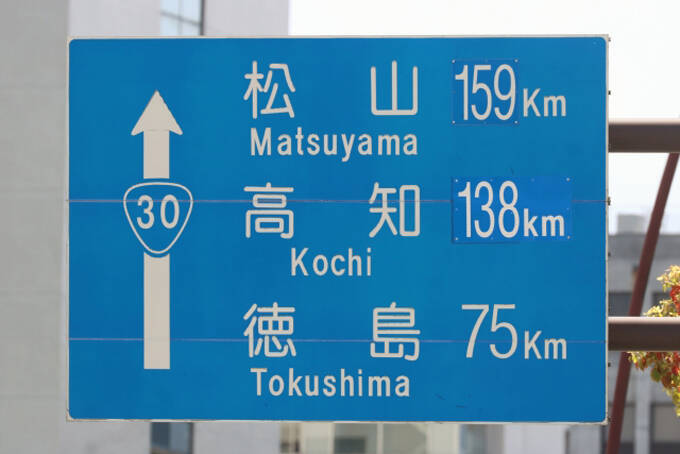 松山 159Km
Matsuyama
30
高知 138km
Kochi
徳島 75Km
Tokushima